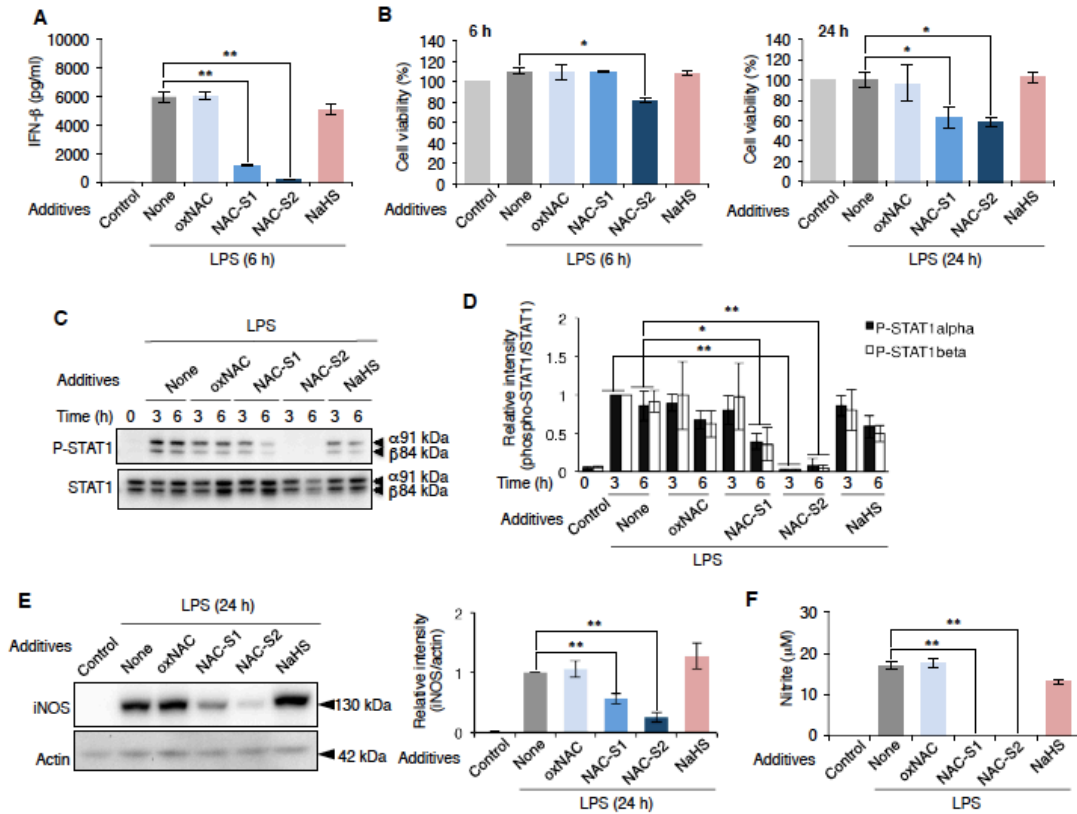 A
IFN-β (pg/ml)
10000
8000
6000
4000
2000
0
**
**
Additives
Control
None
oxNAC
NAC-S1
NAC-S2
NaHS
LPS (6 h)
B
6 h
Cell viability (%)
140
120
100
80
60
40
20
0
*
Additives
Control
None
oxNAC
NAC-S1
NAC-S2
NaHS
LPS (6 h)
24 h
Cell viability (%)
140
120
100
80
60
40
20
0
*
*
Additives
Control
None
oxNAC
NAC-S1
NAC-S2
NaHS
LPS (24 h)
C
LPS
Additives
None
oxNAC
NAC-S1
NAC-S2
NaHS
Time (h)
0 3 6 3 6 3 6 3 6 3 6
P-STAT1
α91 kDa
β84 kDa
STAT1
α91 kDa
β84 kDa
D
Relative intensity
(phospho-STAT1/STAT1)
2
1.5
1
0.5
0
**
*
**
P-STAT1alpha
P-STAT1beta
Time (h)
0 3 6 3 6 3 6 3 6 3 6
Additives
Control
None
oxNAC
NAC-S1
NAC-S2
NaHS
LPS
E
LPS (24 h)
Additives
Control
None
oxNAC
NAC-S1
NAC-S2
NaHS
iNOS
130 kDa
Actin
42 kDa
Relative intensity
(iNOS/actin)
2
1
0
**
**
Additives
Control
None
oxNAC
NAC-S1
NAC-S2
NaHS
LPS (24 h)
F
Nitrite (μM)
30
20
10
0
**
**
Additives
Control
None
oxNAC
NAC-S1
NAC-S2
NaHS
LPS